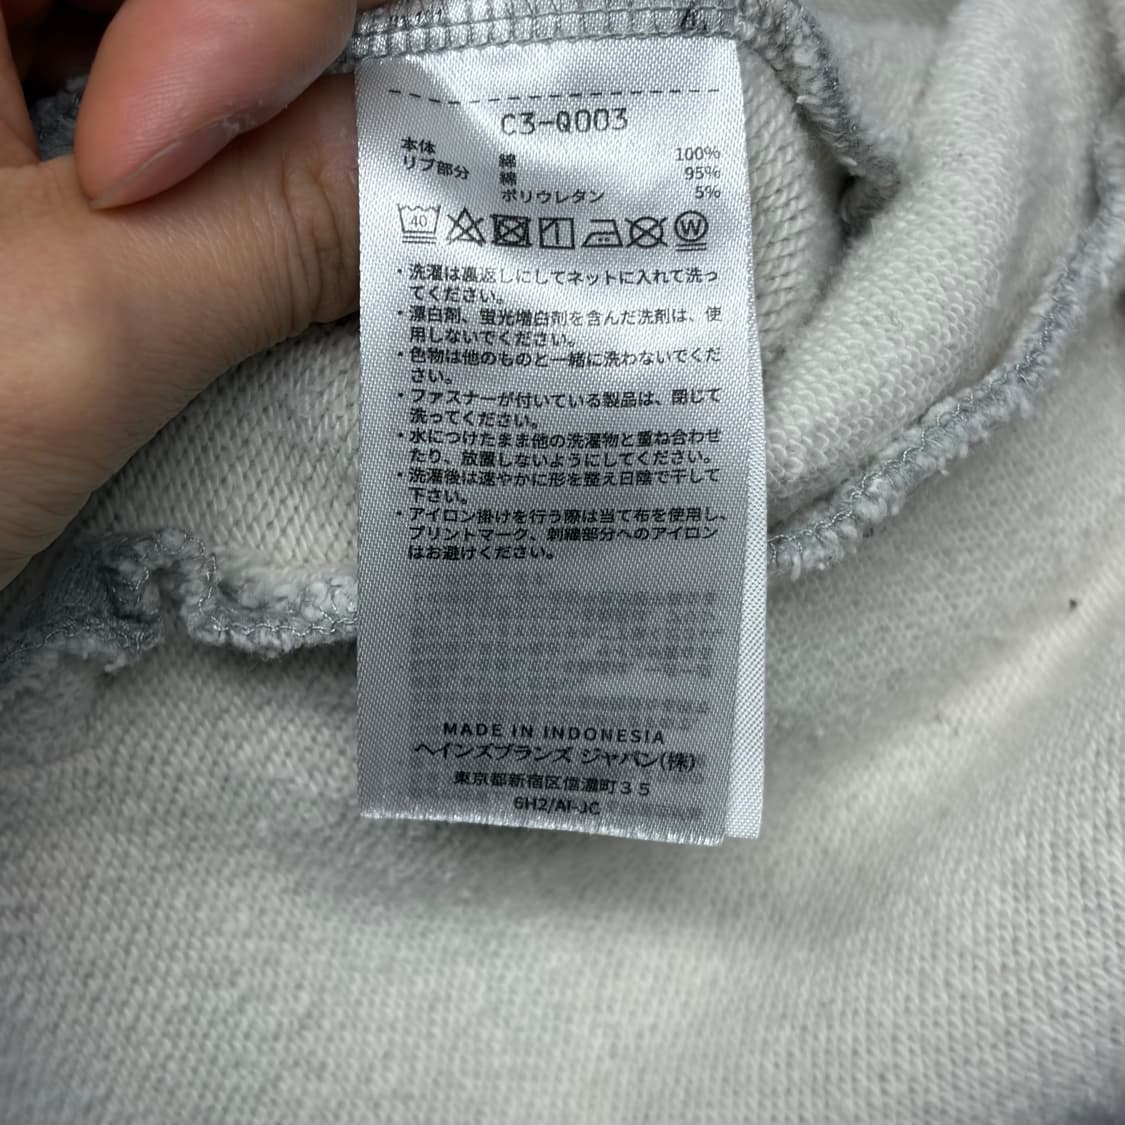 C3-Q003
本体 綿 100%
リブ部分 綿 95%
ポリウレタン 5%
40 W
・洗濯は裏返しにしてネットに入れて洗っ
てください。
・漂白剤、蛍光増白剤を含んだ洗剤は、使
用しないでください。
・色物は他のものと一緒に洗わないでくだ
さい。
・ファスナーが付いている製品は、閉じて
洗ってください。
・水につけたまま他の洗濯物と重ね合わせ
たり、放置しないようにしてください。
・洗濯後は速やかに形を整え日陰で干して
下さい。
・アイロン掛けを行う際は当て布を使用し、
プリントマーク、刺繍部分へのアイロン
はお避けください。
MADE IN INDONESIA
ヘインズブランズ ジャパン(株)
東京都新宿区信濃町35
6H2/AI-JC